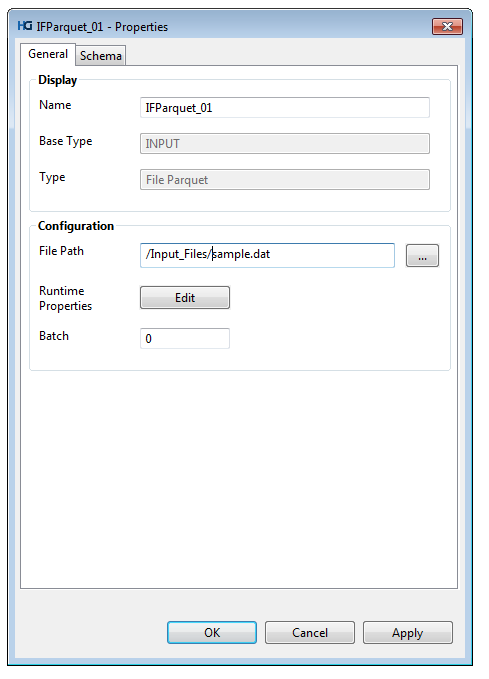 HG IFParquet_01 - Properties
General Schema
Display
Name IFParquet_01
Base Type INPUT
Type File Parquet
Configuration
File Path /Input_Files/sample.dat ...
Runtime
Properties Edit
Batch 0
OK Cancel Apply